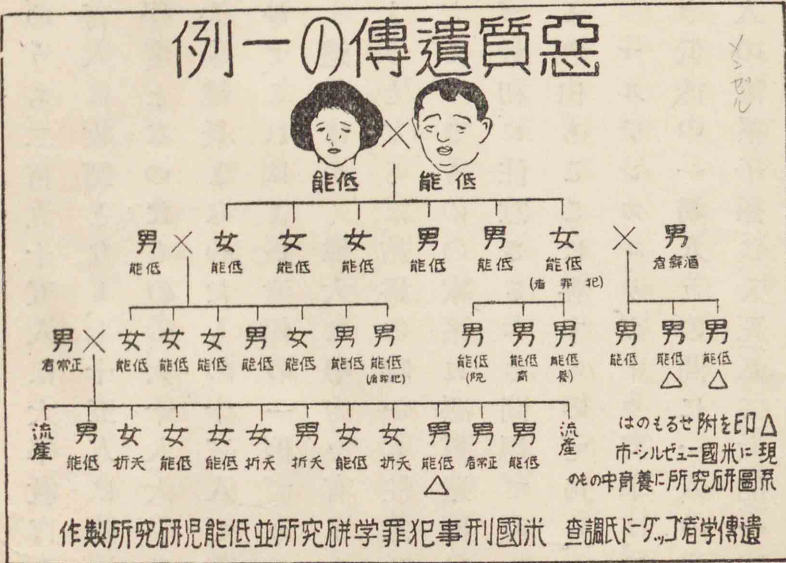 惡質遺傳の一例
低能 × 低能
男 × 女 男 男 女 女 女 × 男
酒癖者 低能 低能 低能 低能 低能 低能 低能
(犯罪者)
男 男 男 男 男 男 男 男 女 男 女 女 女 × 男
低能 低能 低能 低能 低能 低能 低能 低能 低能 低能 低能 低能 低能 正常者
△ △ (養) 高 (院) (犯罪者)
流産 男 男 男 女 女 男 女 女 女 女 男 流産
低能 正常者 低能 夭折 低能 夭折 夭折 低能 低能 夭折 低能
△
△印を附せるものは
現に米國ニュゼルシー市
系圖研究所に養育中のもの
遺傳学者ゴッダード氏調査 米國刑事犯罪学研究所並低能児研究所製作